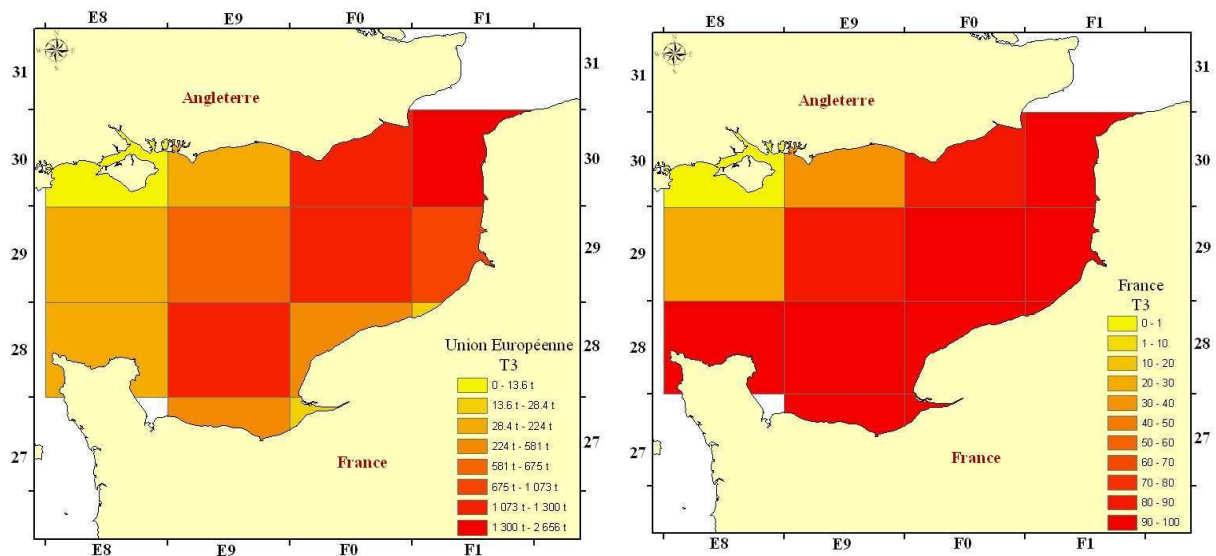 E8 E9 F0 F1
31 31
30 30
29 29
28 28
27 27
N
W E
S
Angleterre
France
Union Européenne
T3
0 - 13.6 t
13.6 t - 28.4 t
28.4 t - 224 t
224 t - 581 t
581 t - 675 t
675 t - 1 073 t
1 073 t - 1 300 t
1 300 t - 2 656 t
E8 E9 F0 F1
E8 E9 F0 F1
31 31
30 30
29 29
28 28
27 27
N
W E
S
Angleterre
France
France
T3
0 - 1
1 - 10
10 - 20
20 - 30
30 - 40
40 - 50
50 - 60
60 - 70
70 - 80
80 - 90
90 - 100
E8 E9 F0 F1